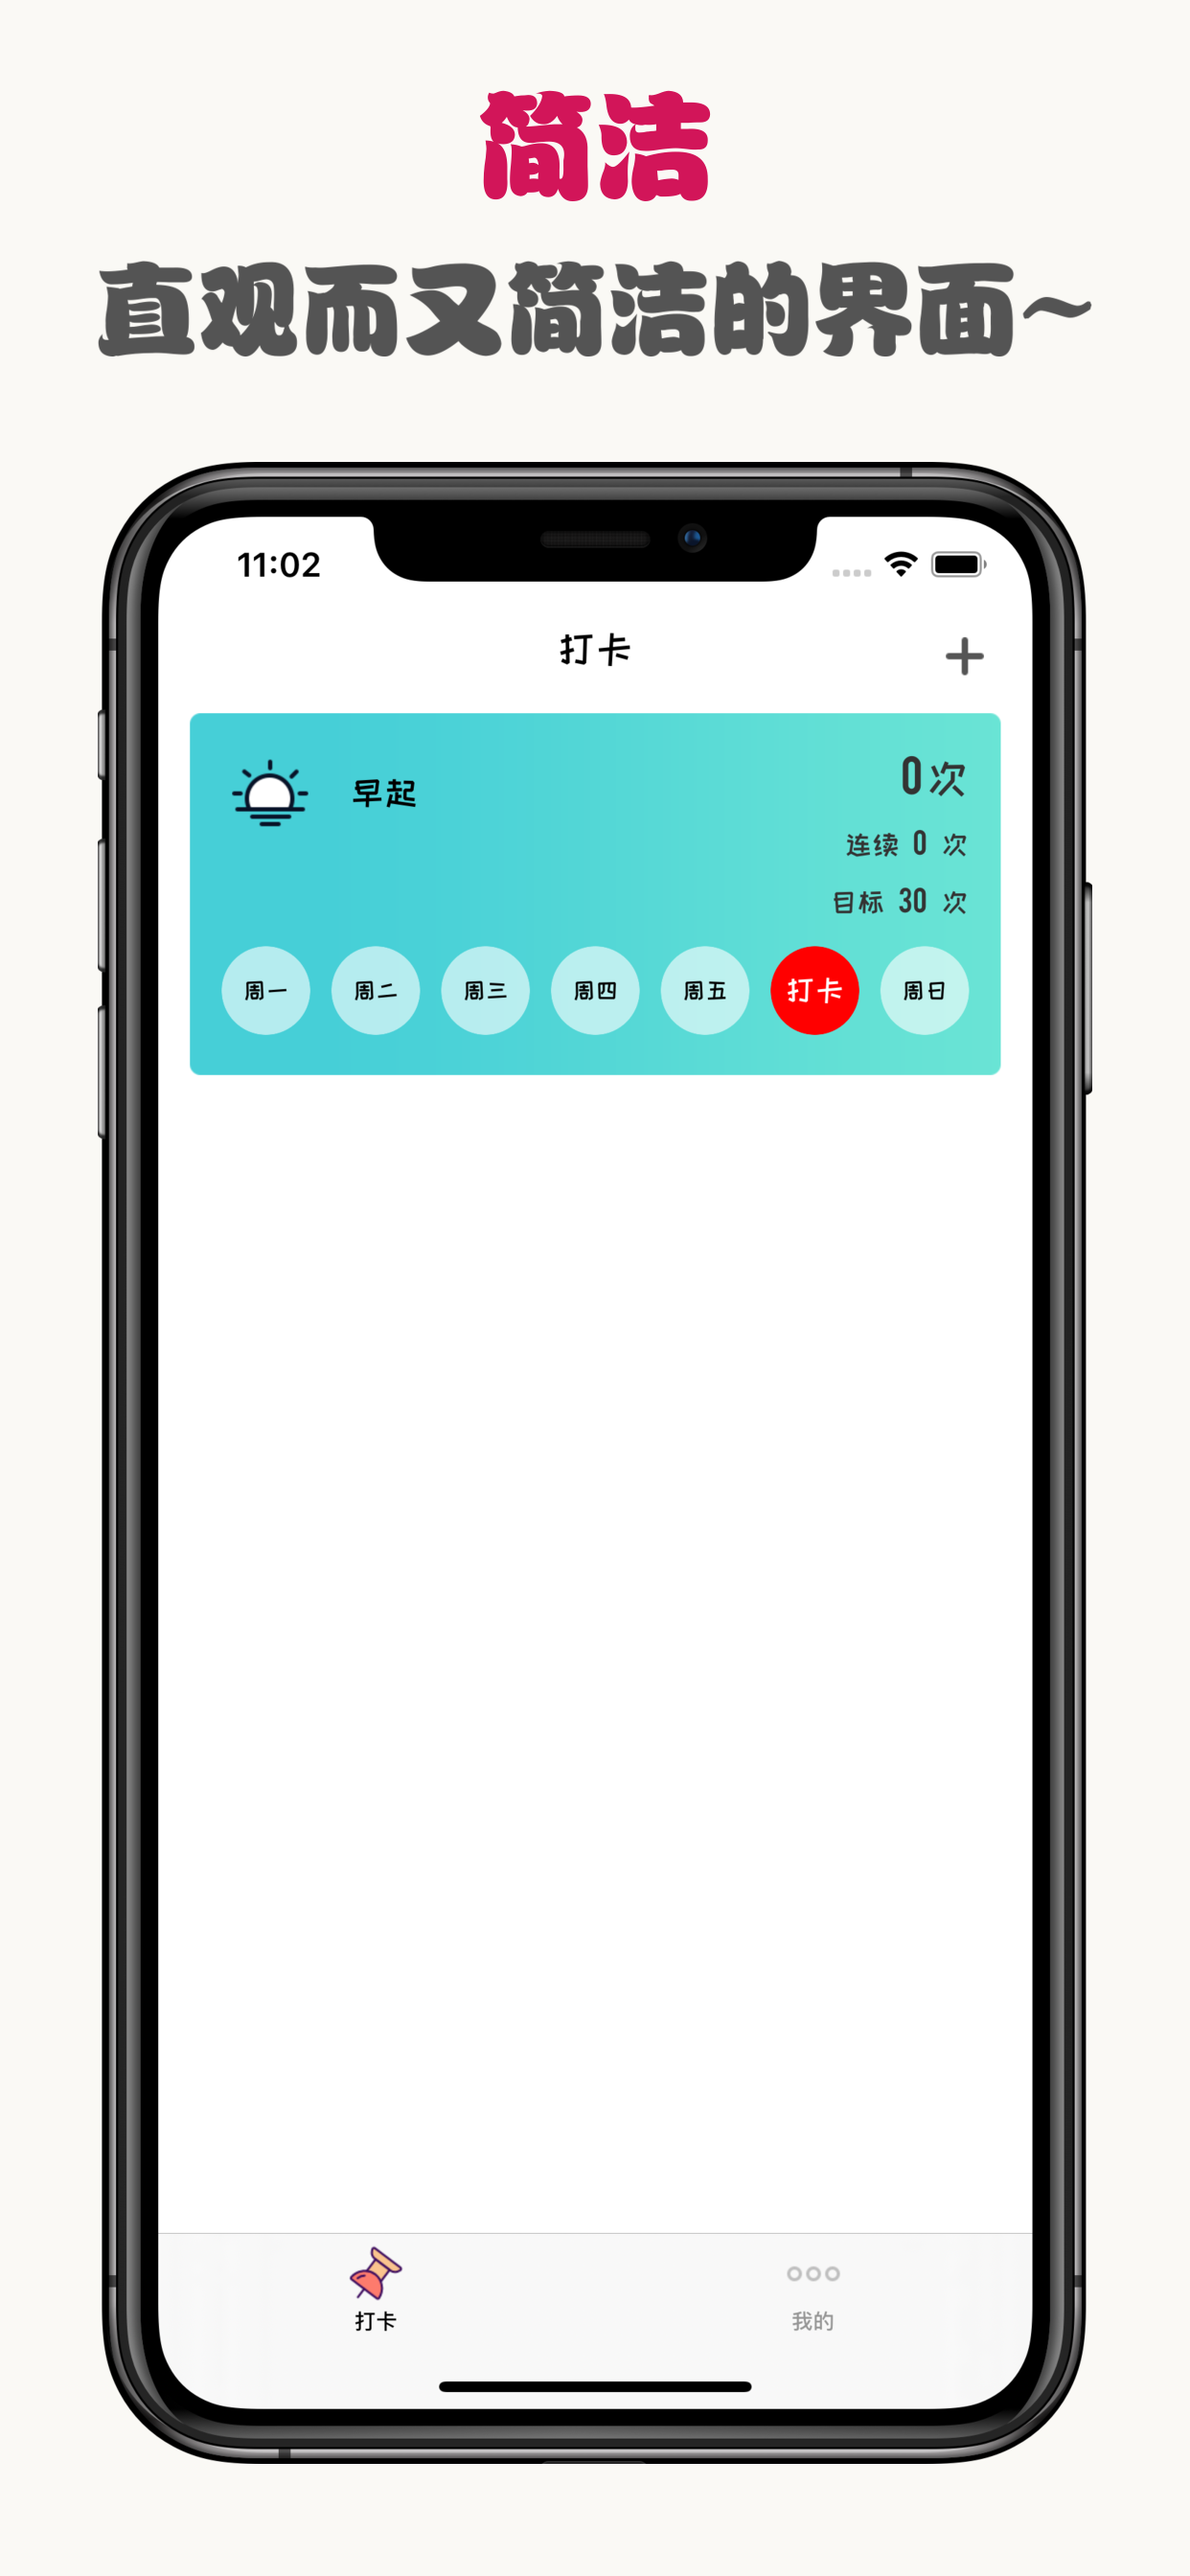 简洁
直观而又简洁的界面~
11:02
打卡
早起
0次
连续 0 次
目标 30 次
周一 周二 周三 周四 周五 打卡 周日
打卡 我的